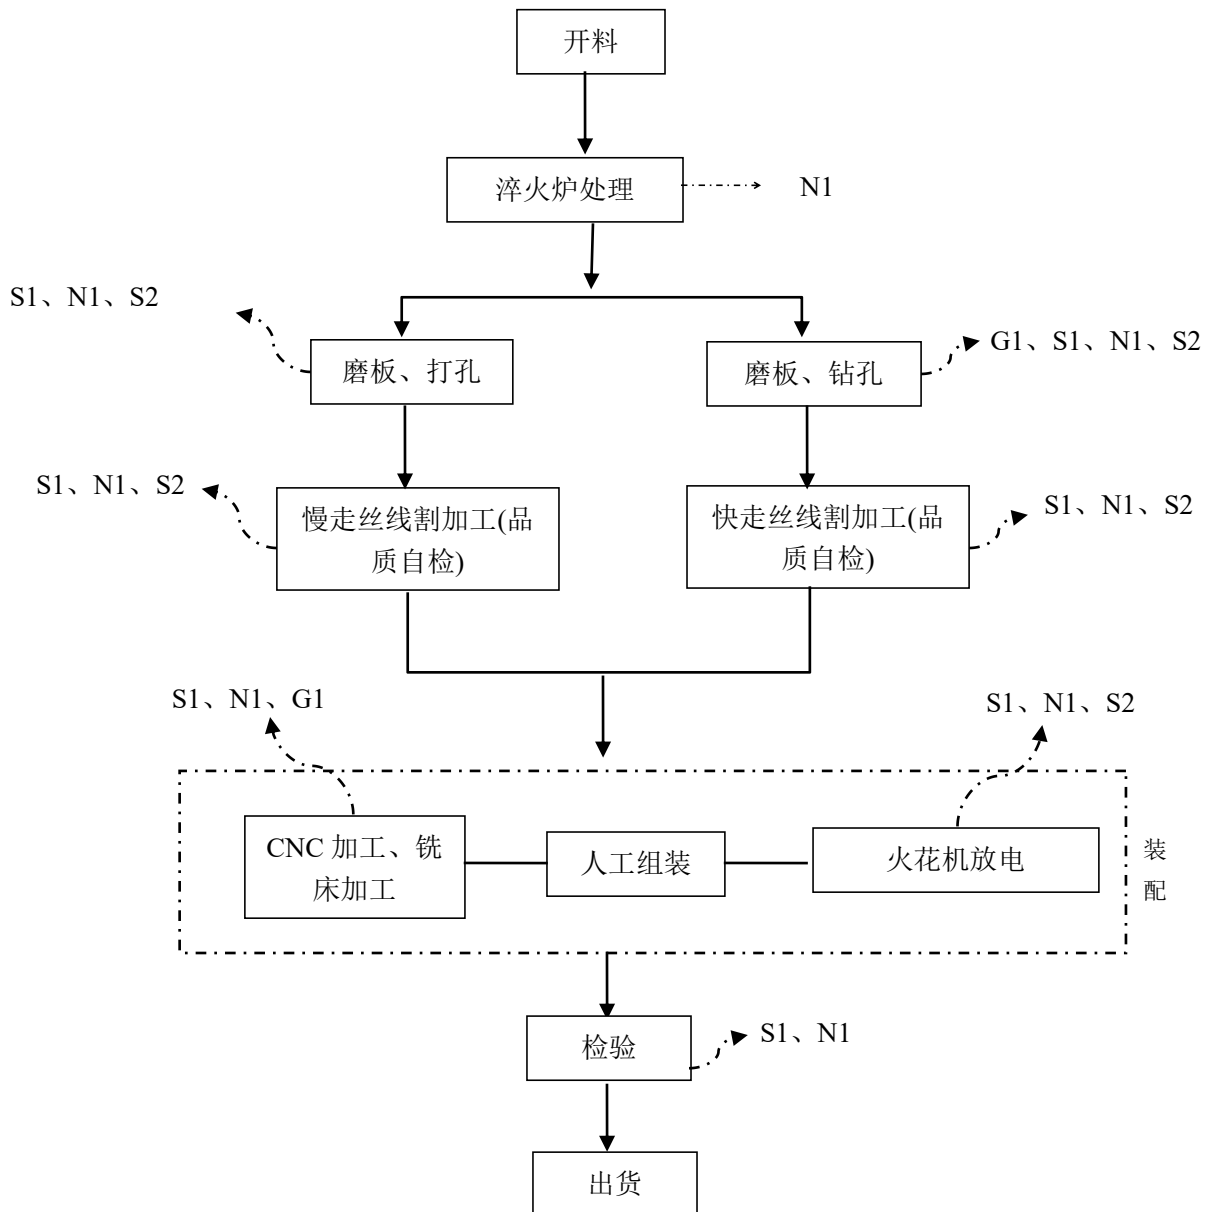 开料
淬火炉处理
N1
S1、N1、S2
G1、S1、N1、S2
磨板、打孔
磨板、钻孔
S1、N1、S2
S1、N1、S2
慢走丝线割加工(品
质自检)
快走丝线割加工(品
质自检)
S1、N1、G1
S1、N1、S2
CNC 加工、铣
床加工
人工组装
火花机放电
装
配
检验
S1、N1
出货